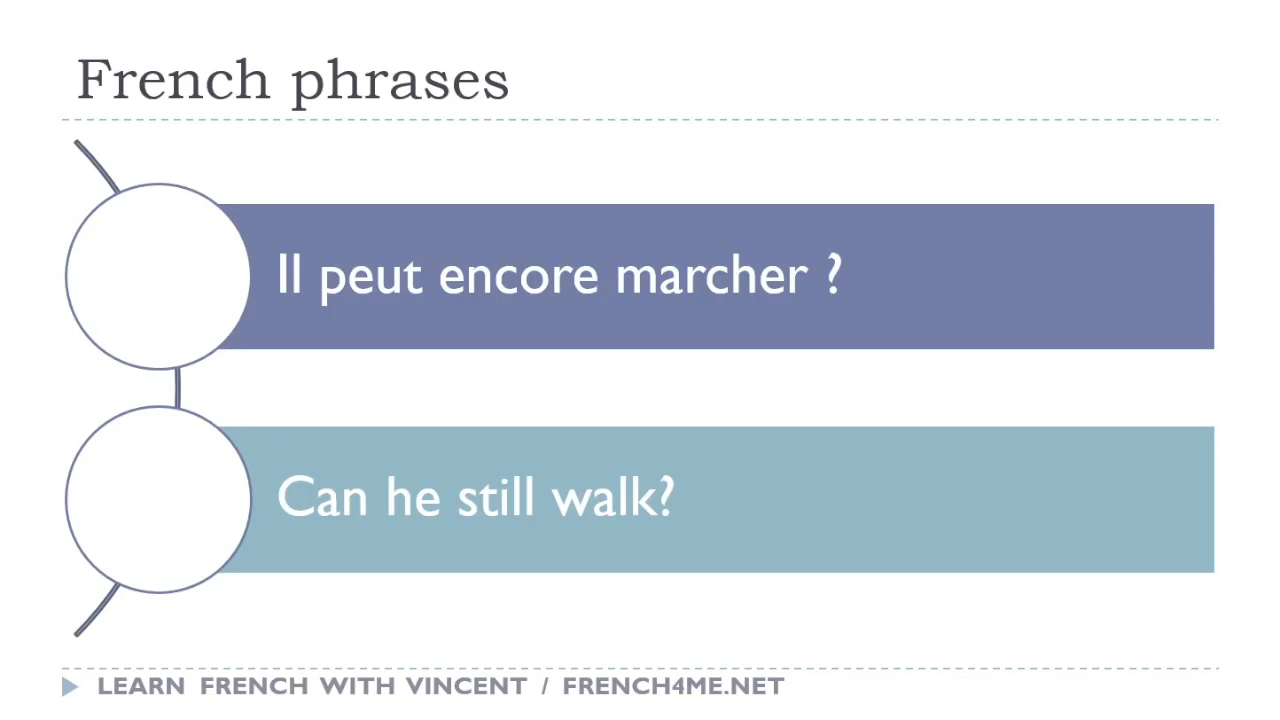 French phrases
Il peut encore marcher ?
Can he still walk?
LEARN FRENCH WITH VINCENT / FRENCH4ME.NET